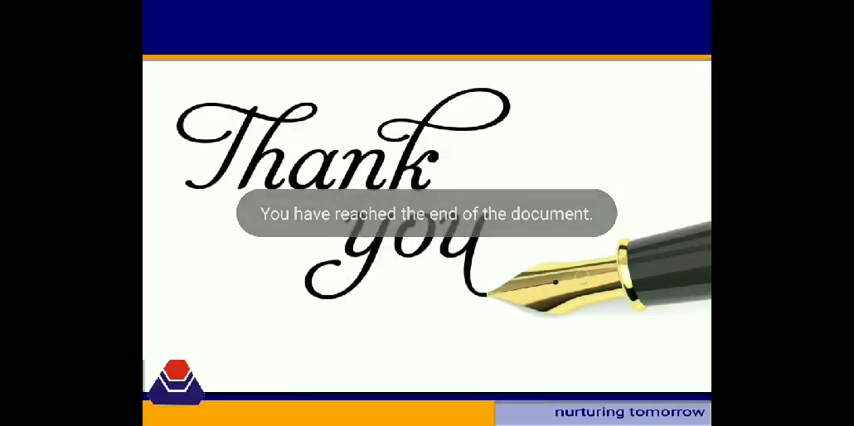 Thank
You have reached the end of the document.
you
nurturing tomorrow